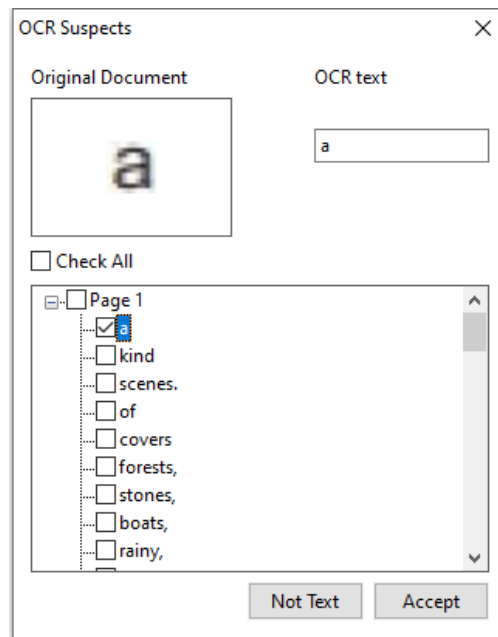 OCR Suspects
Original Document OCR text
a a
Check All
Page 1
a
kind
scenes.
of
covers
forests,
stones,
boats,
rainy,
Not Text Accept